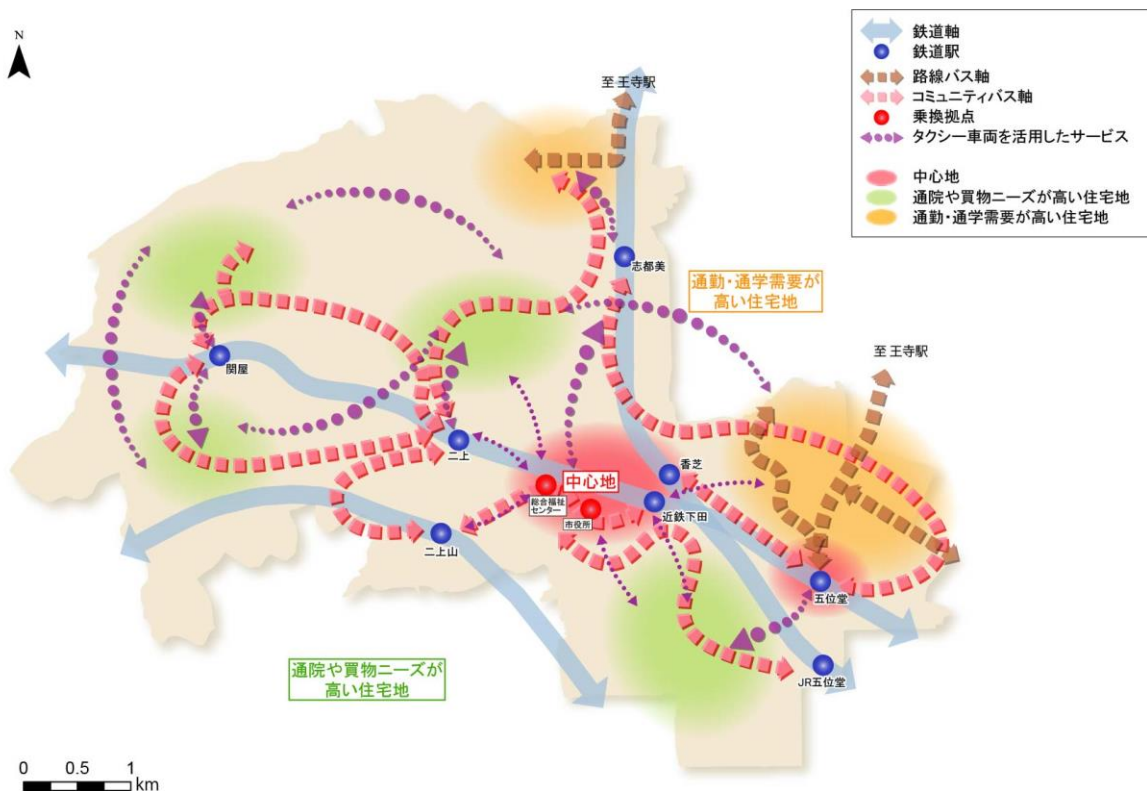 N
鉄道軸
鉄道駅
路線バス軸
コミュニティバス軸
乗換拠点
タクシー車両を活用したサービス
中心地
通院や買物ニーズが高い住宅地
通勤・通学需要が高い住宅地
至 王寺駅
志都美
通勤・通学需要が
高い住宅地
至 王寺駅
関屋
二上
香芝
中心地
総合福祉
センター
市役所
近鉄下田
二上山
五位堂
JR五位堂
通院や買物ニーズが
高い住宅地
0 0.5 1
km